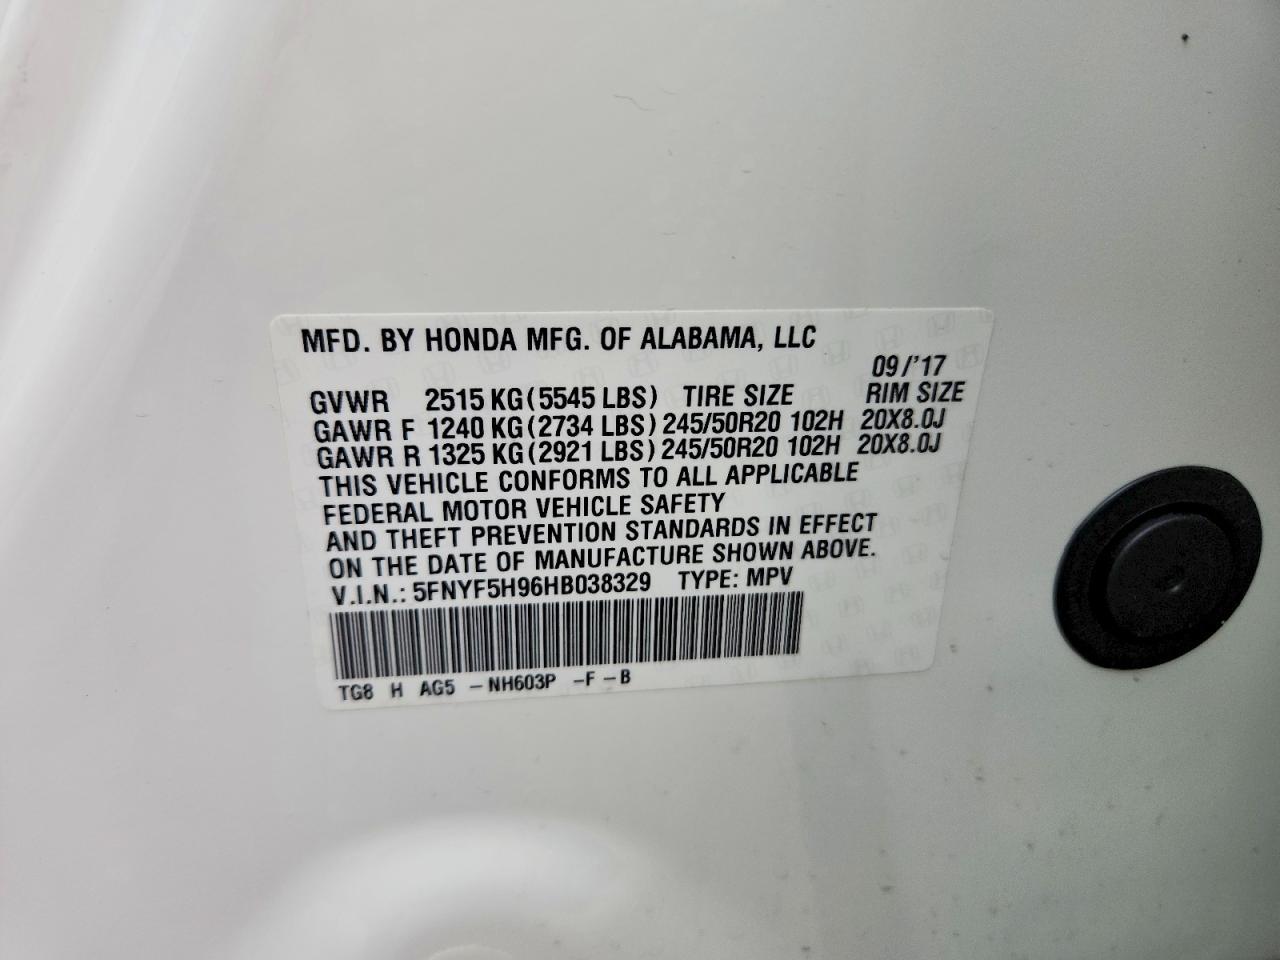 MFD. BY HONDA MFG. OF ALABAMA, LLC
09/'17
GVWR 2515 KG(5545 LBS) TIRE SIZE RIM SIZE
GAWR F 1240 KG(2734 LBS) 245/50R20 102H 20X8.0J
GAWR R 1325 KG(2921 LBS) 245/50R20 102H 20X8.0J
THIS VEHICLE CONFORMS TO ALL APPLICABLE
FEDERAL MOTOR VEHICLE SAFETY
AND THEFT PREVENTION STANDARDS IN EFFECT
ON THE DATE OF MANUFACTURE SHOWN ABOVE.
V.I.N.: 5FNYF5H96HB038329 TYPE: MPV
TG8 H AG5 -NH603P -F-B